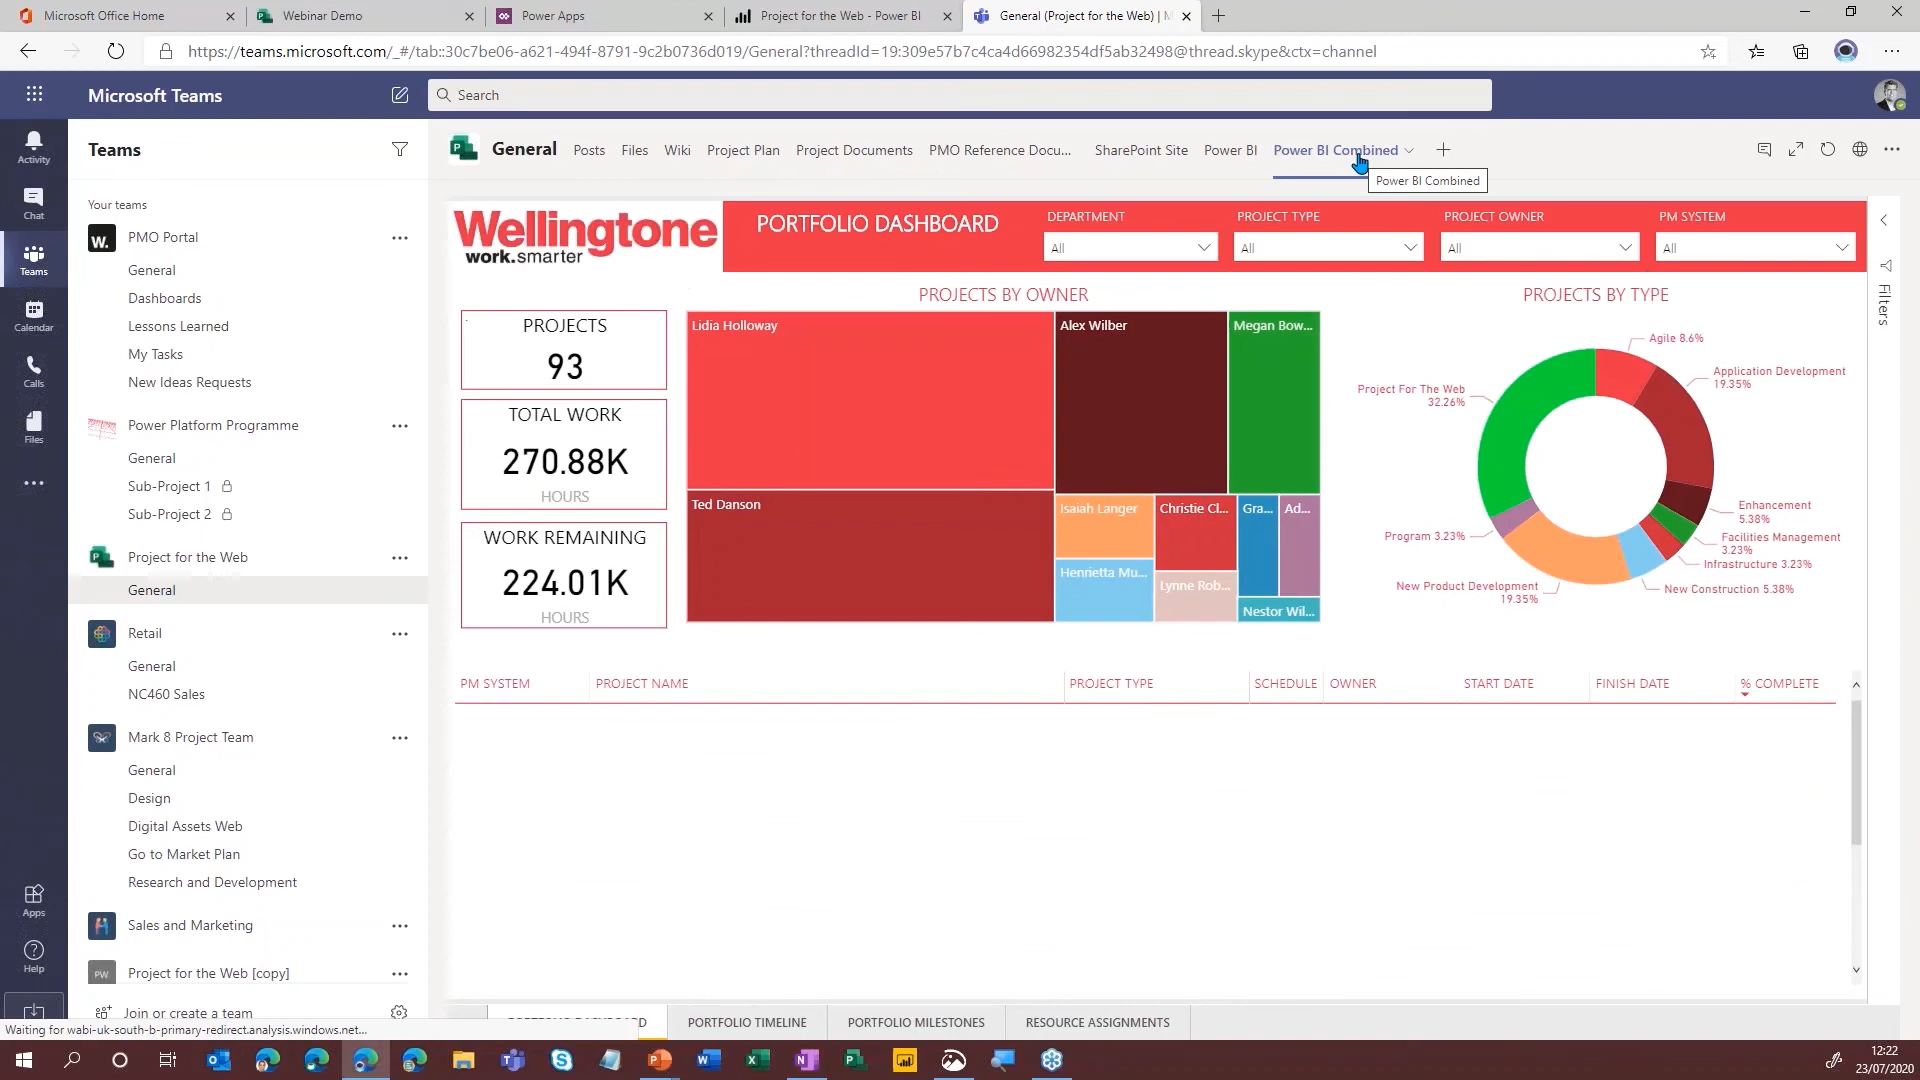 Microsoft Office Home
Webinar Demo
Power Apps
Project for the Web - Power BI
General (Project for the Web) | M
https://teams.microsoft.com/_#/tab::30c7be06-a621-494f-8791-9c2b0736d019/General?threadId=19:309e57b7c4ca4d66982354df5ab32498@thread.skype&ctx=channel
Microsoft Teams
Search
Activity
Chat
Teams
Calendar
Calls
Files
Apps
Help
Teams
Your teams
W.
PMO Portal
General
Dashboards
Lessons Learned
My Tasks
New Ideas Requests
Power Platform Programme
General
Sub-Project 1
Sub-Project 2
Project for the Web
General
Retail
General
NC460 Sales
Mark 8 Project Team
General
Design
Digital Assets Web
Go to Market Plan
Research and Development
Sales and Marketing
PW
Project for the Web [copy]
Join or create a team
Waiting for wabi-uk-south-b-primary-redirect.analysis.windows.net...
General
Posts
Files
Wiki
Project Plan
Project Documents
PMO Reference Docu...
SharePoint Site
Power BI
Power BI Combined
Power BI Combined
Wellingtone
work.smarter
PORTFOLIO DASHBOARD
DEPARTMENT
All
PROJECT TYPE
All
PROJECT OWNER
All
PM SYSTEM
All
Filters
PROJECTS
93
TOTAL WORK
270.88K
HOURS
WORK REMAINING
224.01K
HOURS
PROJECTS BY OWNER
Lidia Holloway
Ted Danson
Alex Wilber
Megan Bow...
Isaiah Langer
Christie Cl...
Gra...
Ad...
Henrietta Mu...
Lynne Rob...
Nestor Wil...
PROJECTS BY TYPE
Agile 8.6%
Application Development
19.35%
Enhancement
5.38%
Facilities Management
3.23%
Infrastructure 3.23%
New Construction 5.38%
New Product Development
19.35%
Program 3.23%
Project For The Web
32.26%
PM SYSTEM
PROJECT NAME
PROJECT TYPE
SCHEDULE
OWNER
START DATE
FINISH DATE
% COMPLETE
PORTFOLIO TIMELINE
PORTFOLIO MILESTONES
RESOURCE ASSIGNMENTS
12:22
23/07/2020